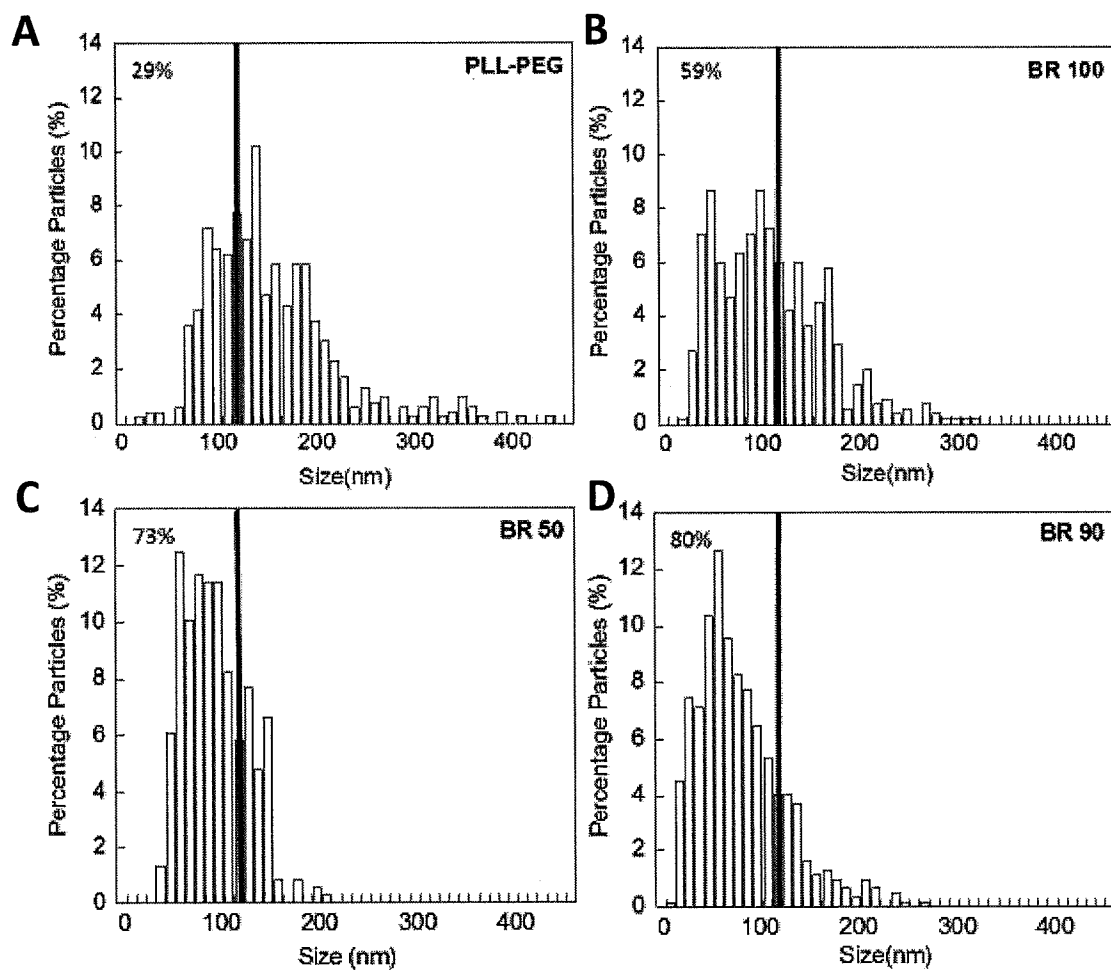 A
14
12
10
8
6
4
2
0
Percentage Particles (%)
29%
PLL-PEG
0 100 200 300 400
Size(nm)
B
14
12
10
8
6
4
2
0
Percentage Particles (%)
59%
BR 100
0 100 200 300 400
Size(nm)
C
14
12
10
8
6
4
2
0
Percentage Particles (%)
73%
BR 50
0 100 200 300 400
Size (nm)
D
14
12
10
8
6
4
2
0
Percentage Particles (%)
80%
BR 90
0 100 200 300 400
Size(nm)